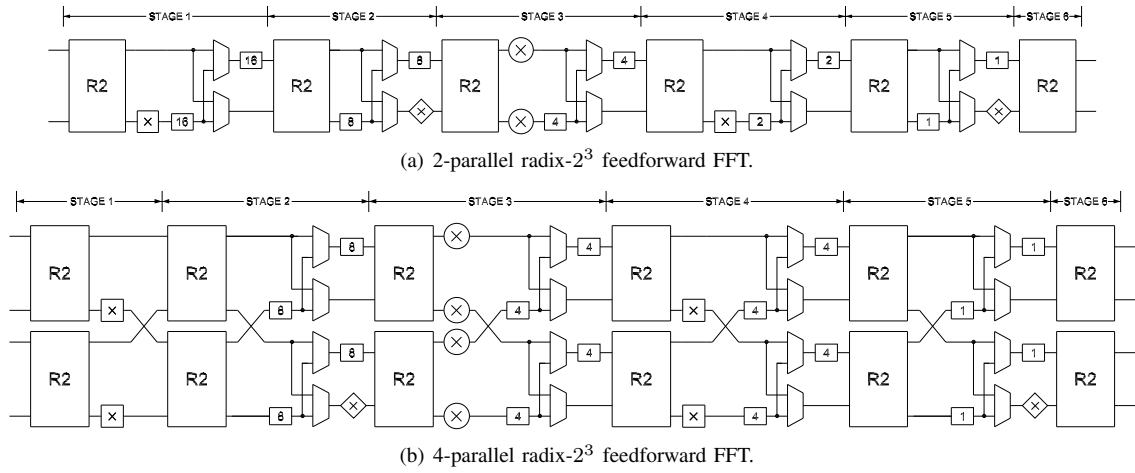 STAGE 1 STAGE 2 STAGE 3 STAGE 4 STAGE 5 STAGE 6
× 
16 8 4 2 1
R2 R2 R2 R2 R2 R2
× 16 8 × × 4 × 2 1 ×
(a) 2-parallel radix-2³ feedforward FFT.
STAGE 1 STAGE 2 STAGE 3 STAGE 4 STAGE 5 STAGE 6
×
8 4 4 1
R2 R2 R2 R2 R2 R2
× 8 × 4 × 4 1
×
8 4 4 1
R2 R2 R2 R2 R2 R2
× 8 × × 4 × 4 1 ×
(b) 4-parallel radix-2³ feedforward FFT.